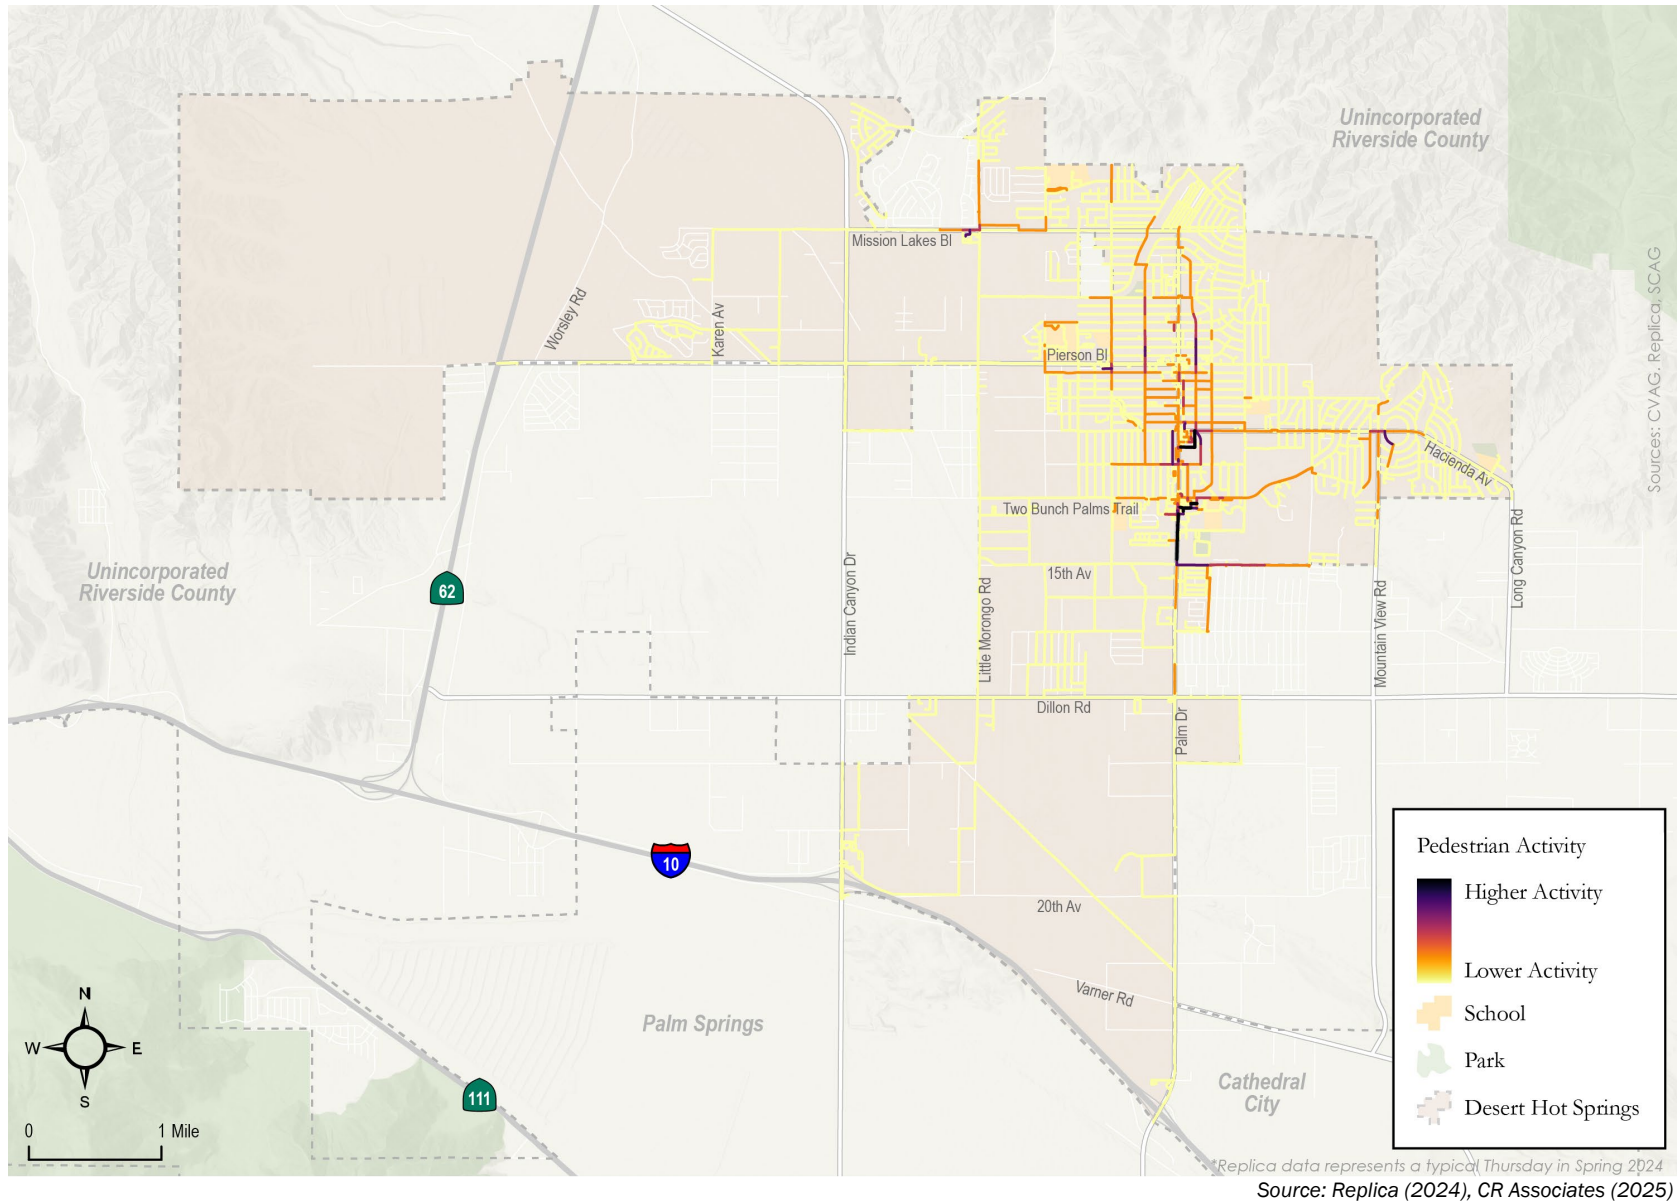 Unincorporated
Riverside County
Sources: CVAG, Replica, SCAG
Mission Lakes Bl
Worsley Rd
Karen Av
Pierson Bl
Hacienda Av
Two Bunch Palms Trail
Long Canyon Rd
Unincorporated
Riverside County
62
Indian Canyon Dr
15th Av
Little Morongo Rd
Mountain View Rd
Dillon Rd
Palm Dr
10
20th Av
Varner Rd
Palm Springs
Cathedral
City
111
N
W
E
S
0
1 Mile
Pedestrian Activity
Higher Activity
Lower Activity
School
Park
Desert Hot Springs
*Replica data represents a typical Thursday in Spring 2024
Source: Replica (2024), CR Associates (2025)